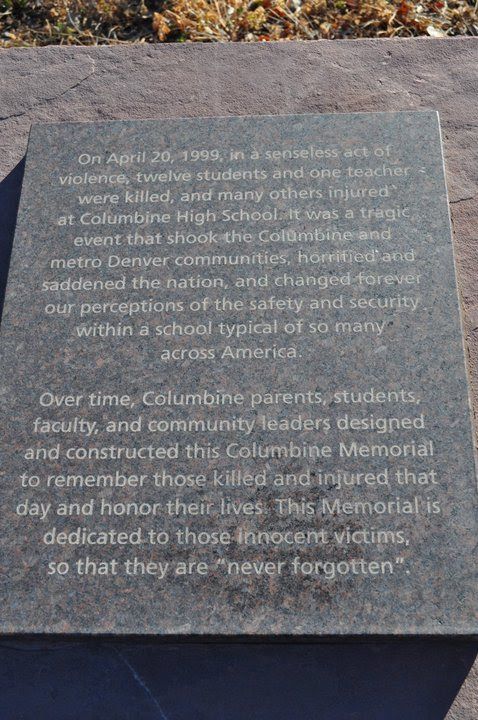 On April 20, 1999, in a senseless act of
violence, twelve students and one teacher
were killed, and many others injured
at Columbine High School. It was a tragic
event that shook the Columbine and
metro Denver communities, horrified and
saddened the nation, and changed forever
our perceptions of the safety and security
within a school typical of so many
across America.
Over time, Columbine parents, students,
faculty, and community leaders designed
and constructed this Columbine Memorial
to remember those killed and injured that
day and honor their lives. This Memorial is
dedicated to those innocent victims,
so that they are "never forgotten".